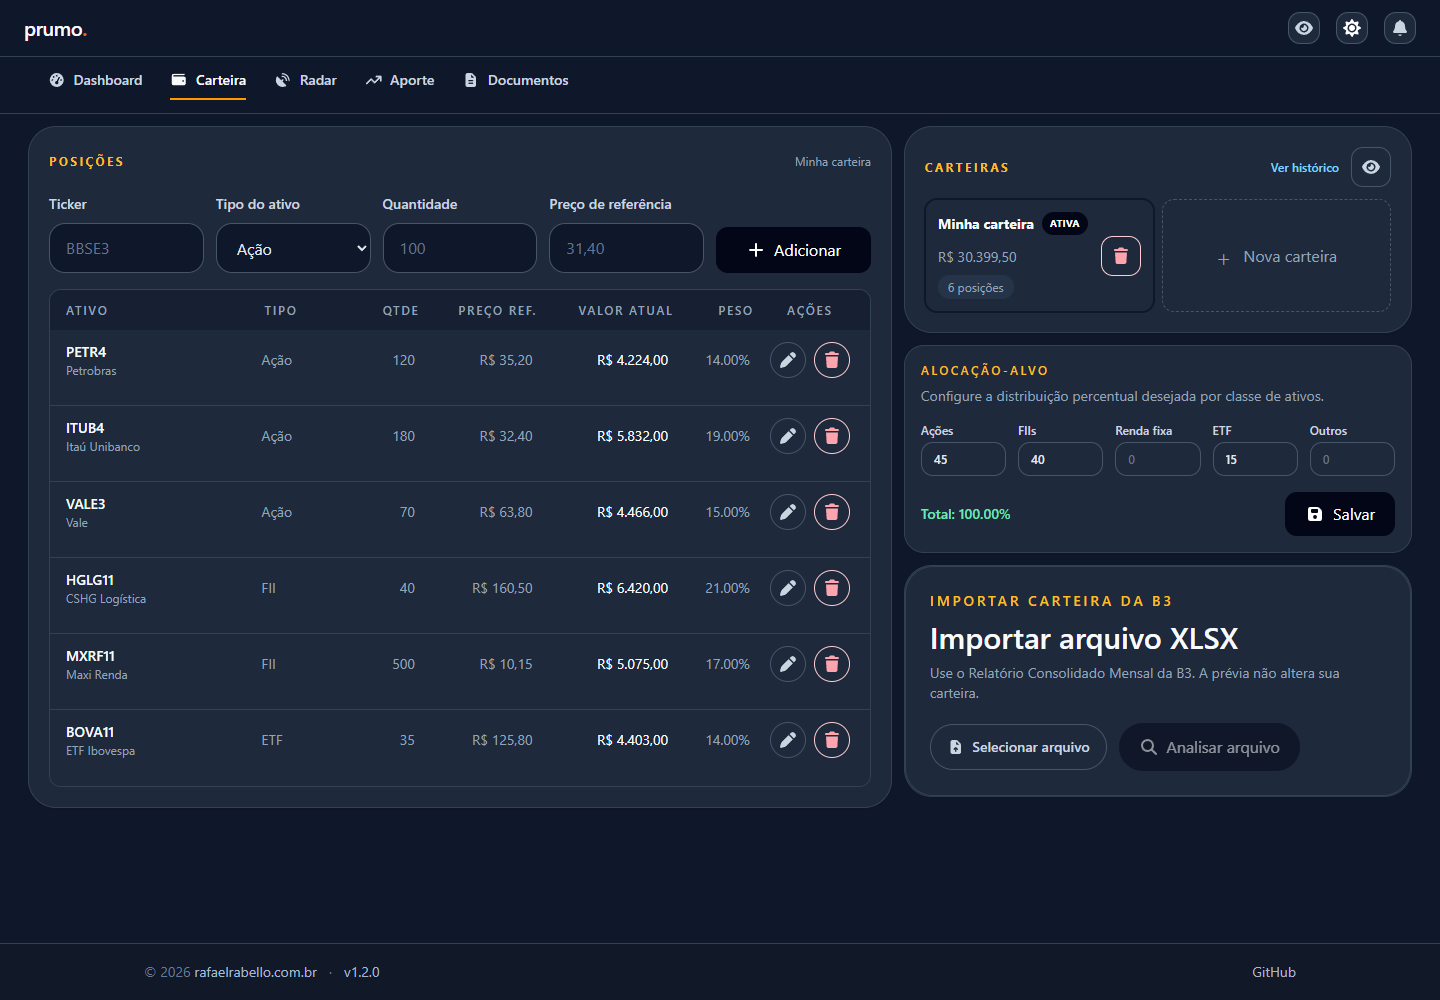 prumo.
Dashboard
Carteira
Radar
Aporte
Documentos
POSIÇÕES
Minha carteira
Ticker
Tipo do ativo
Quantidade
Preço de referência
BBSE3
Ação
100
31,40
Adicionar
ATIVO TIPO QTDE PREÇO REF. VALOR ATUAL PESO AÇÕES
PETR4
Petrobras
Ação 120 R$ 35,20 R$ 4.224,00 14.00%
ITUB4
Itaú Unibanco
Ação 180 R$ 32,40 R$ 5.832,00 19.00%
VALE3
Vale
Ação 70 R$ 63,80 R$ 4.466,00 15.00%
HGLG11
CSHG Logística
FII 40 R$ 160,50 R$ 6.420,00 21.00%
MXRF11
Maxi Renda
FII 500 R$ 10,15 R$ 5.075,00 17.00%
BOVA11
ETF Ibovespa
ETF 35 R$ 125,80 R$ 4.403,00 14.00%
CARTEIRAS
Ver histórico
Minha carteira ATIVA
R$ 30.399,50
6 posições
+ Nova carteira
ALOCAÇÃO-ALVO
Configure a distribuição percentual desejada por classe de ativos.
Ações FIIs Renda fixa ETF Outros
45 40 0 15 0
Total: 100.00%
Salvar
IMPORTAR CARTEIRA DA B3
Importar arquivo XLSX
Use o Relatório Consolidado Mensal da B3. A prévia não altera sua
carteira.
Selecionar arquivo
Analisar arquivo
© 2026 rafaelrabello.com.br · v1.2.0
GitHub